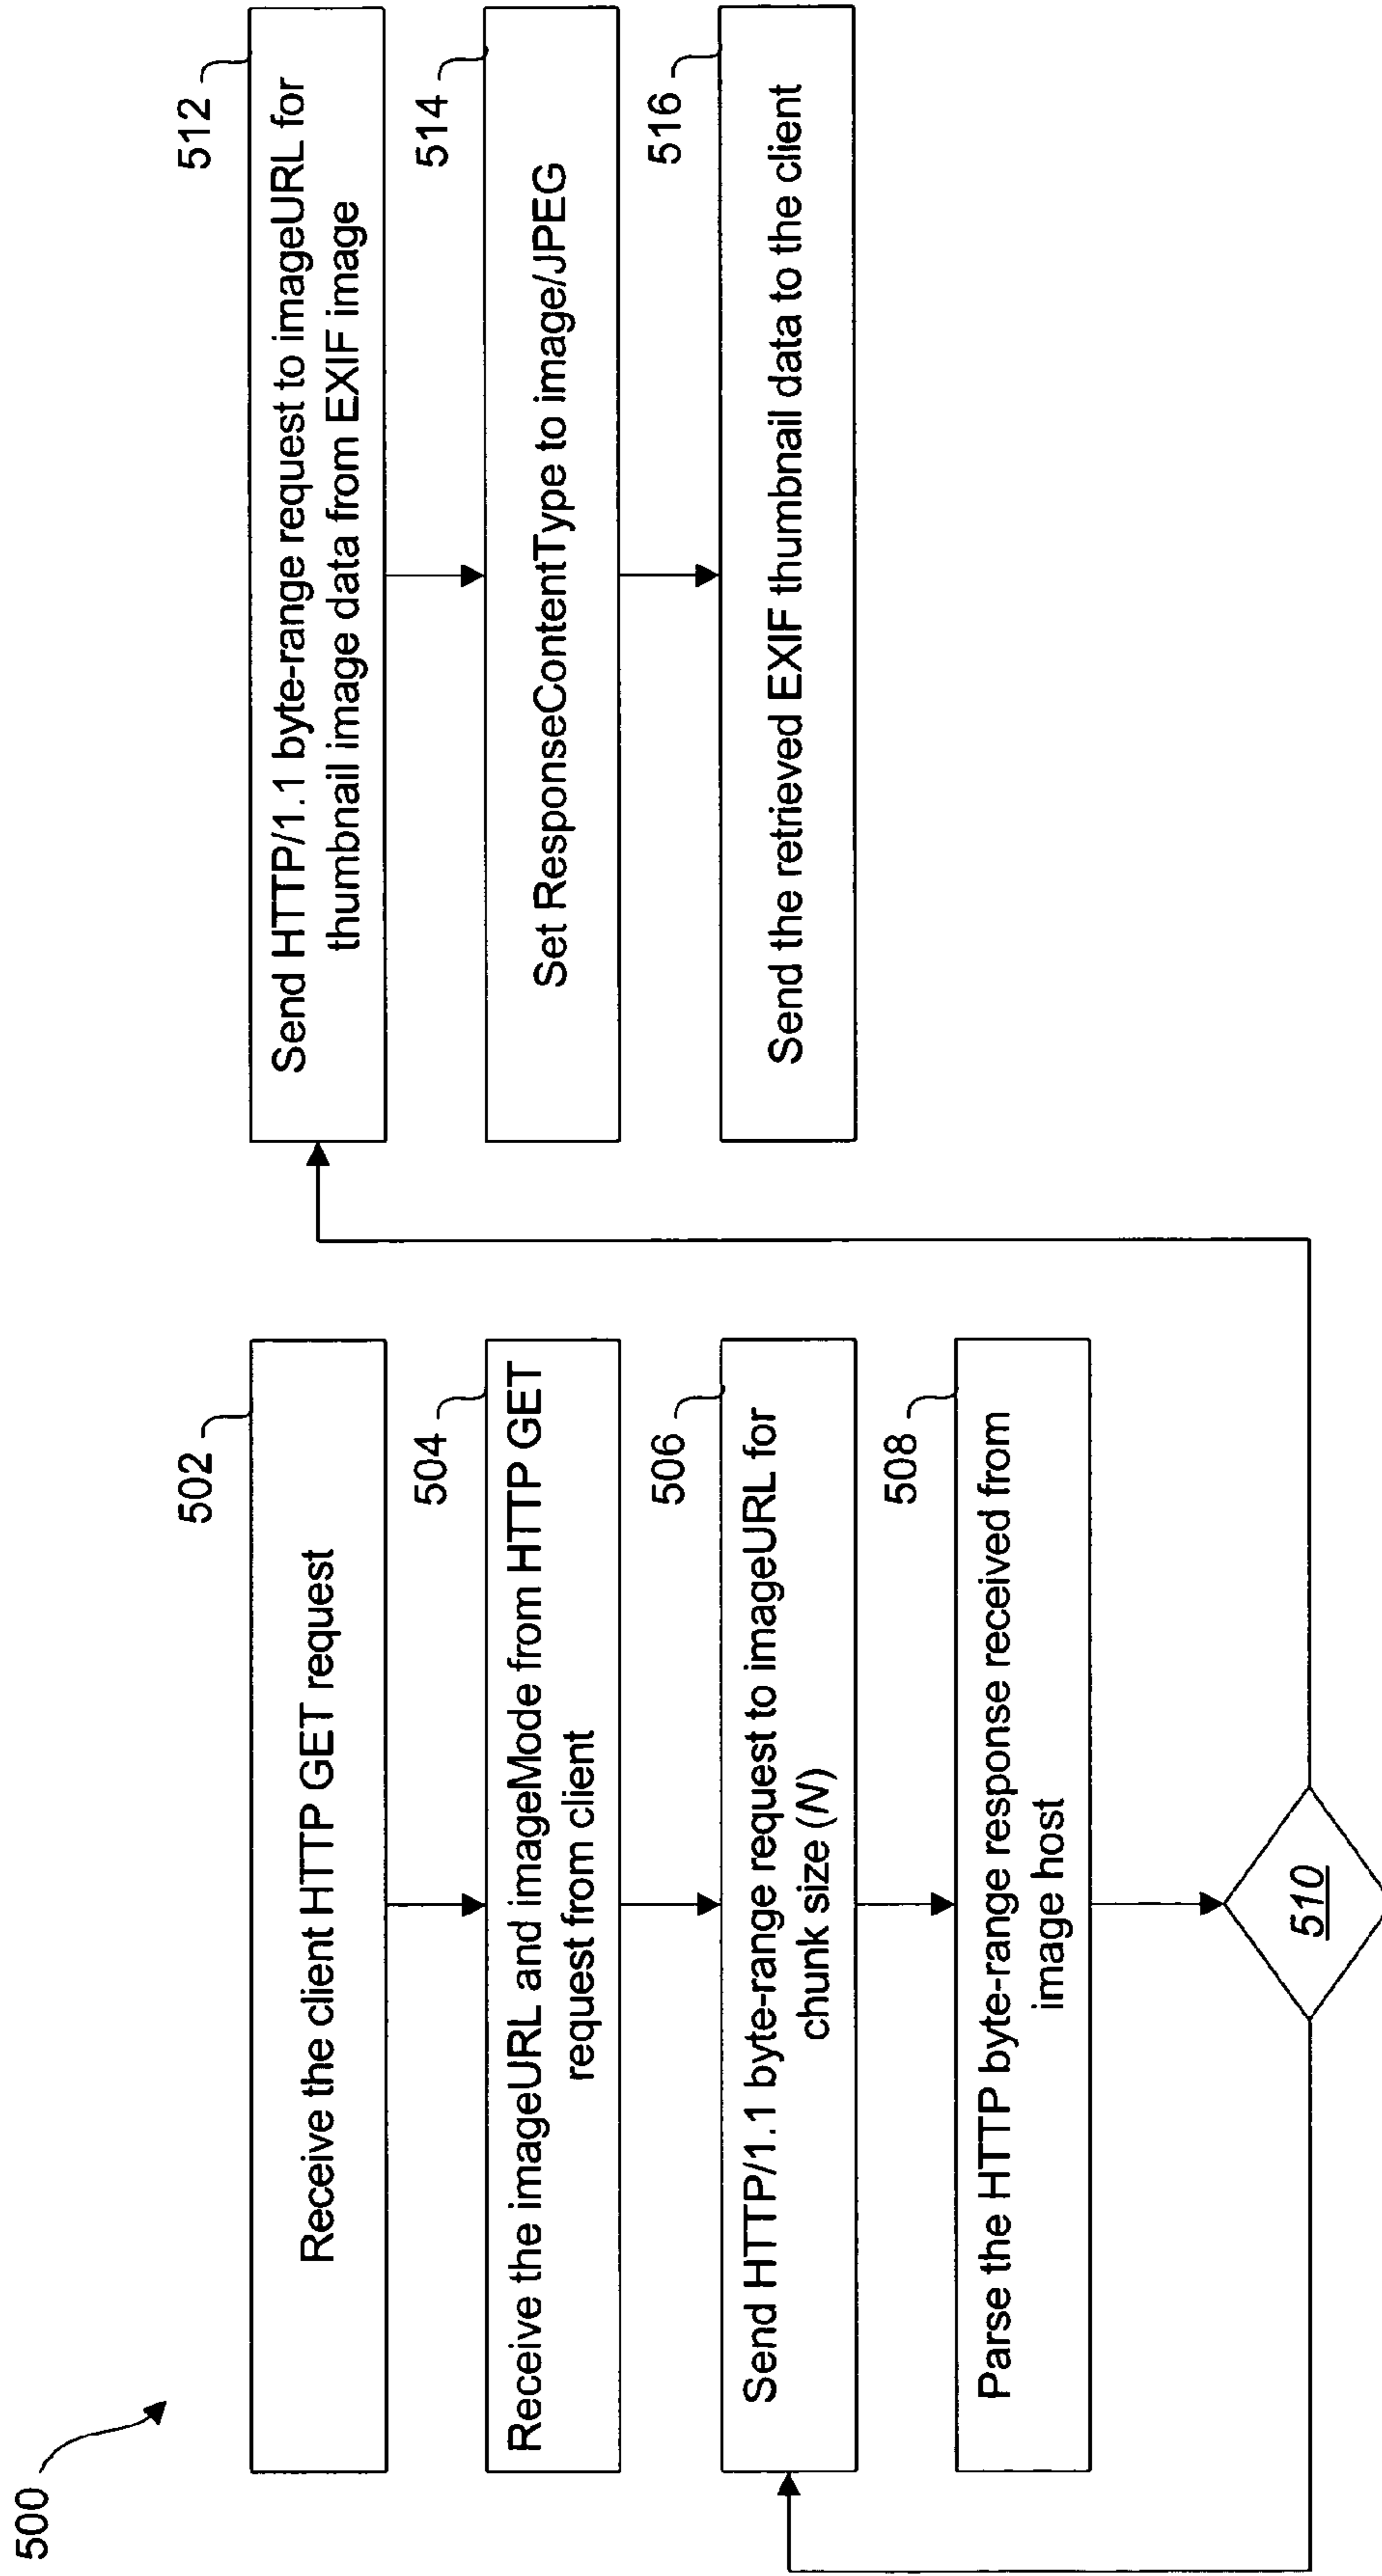 500
502
Receive the client HTTP GET request
504
Receive the imageURL and imageMode from HTTP GET
request from client
506
Send HTTP/1.1 byte-range request to imageURL for
chunk size (N)
508
Parse the HTTP byte-range response received from
image host
510
512
Send HTTP/1.1 byte-range request to imageURL for
thumbnail image data from EXIF image
514
Set ResponseContentType to image/JPEG
516
Send the retrieved EXIF thumbnail data to the client